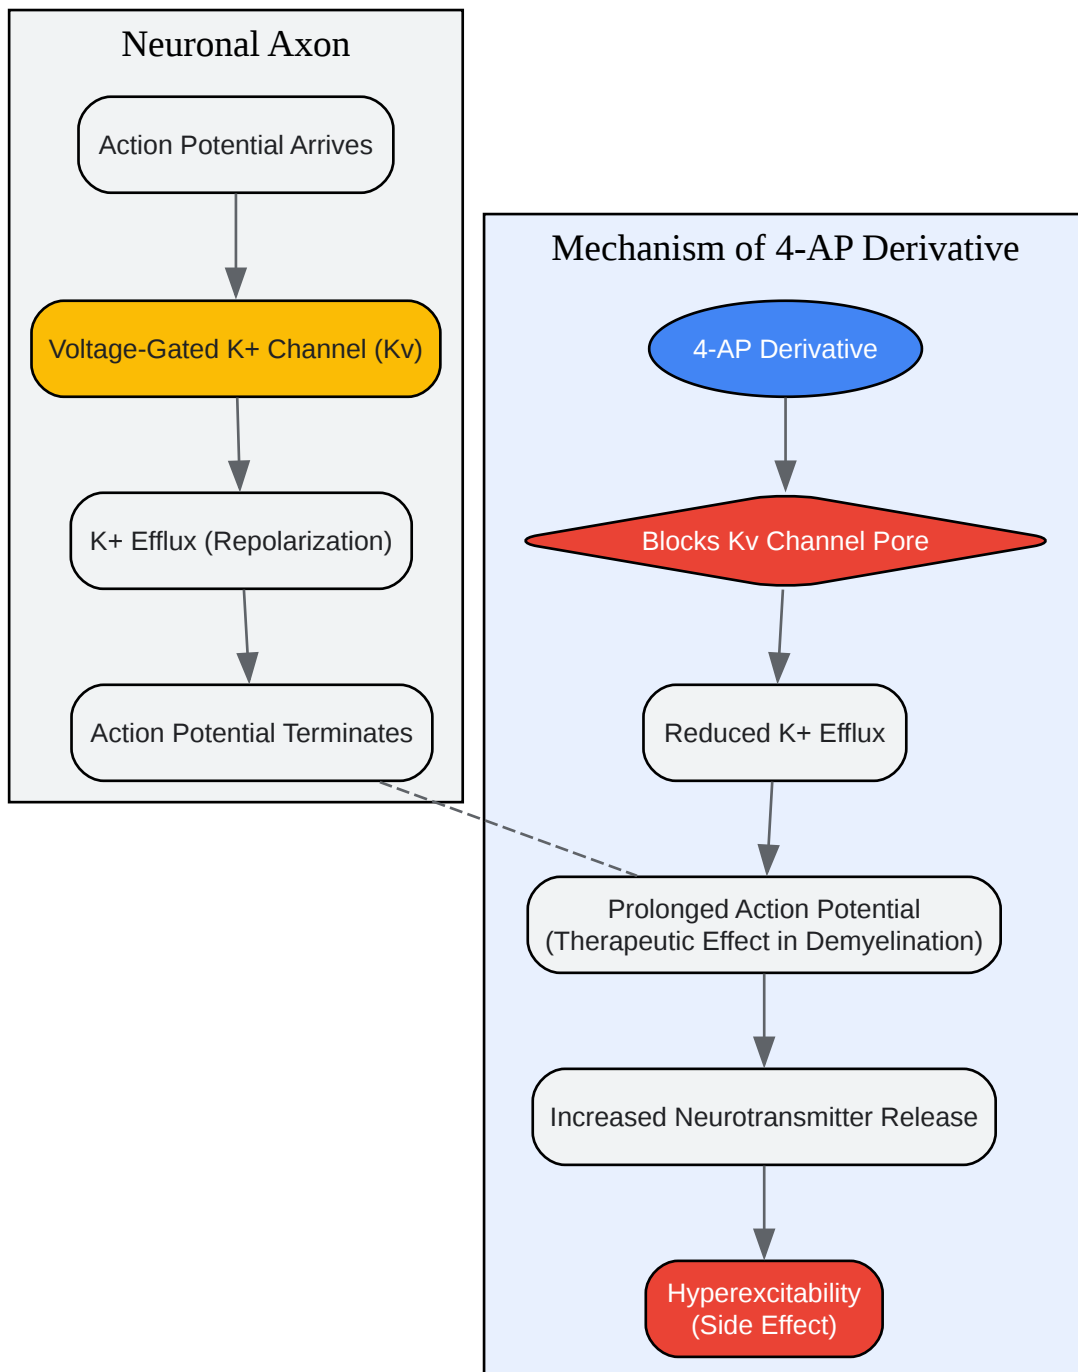 Neuronal Axon
Action Potential Arrives
Voltage-Gated K+ Channel (Kv)
K+ Efflux (Repolarization)
Action Potential Terminates
Mechanism of 4-AP Derivative
4-AP Derivative
Blocks Kv Channel Pore
Reduced K+ Efflux
Prolonged Action Potential
(Therapeutic Effect in Demyelination)
Increased Neurotransmitter Release
Hyperexcitability
(Side Effect)